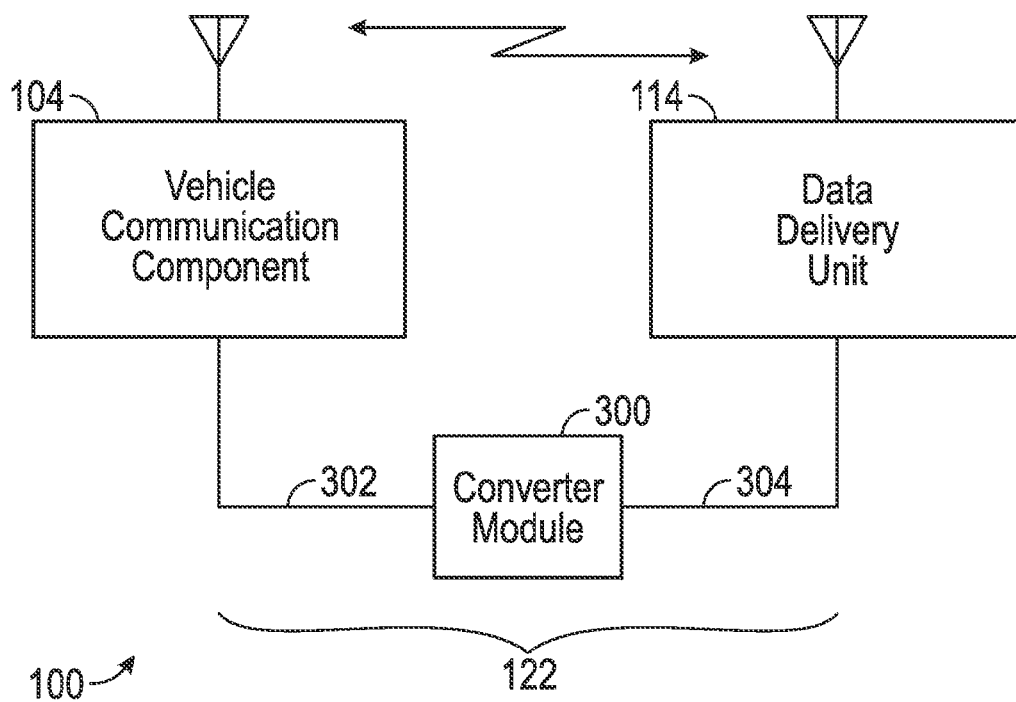 104
114
Vehicle
Communication
Component
Data
Delivery
Unit
300
302
Converter
Module
304
122
100